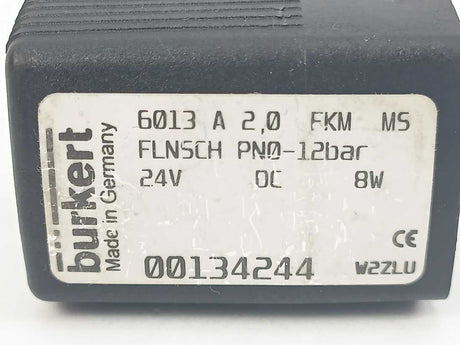 burkert
Made in Germany
6013 A 2,0 FKM MS
FLNSCH PN0-12bar
24V DC 8W
CE
00134244 W2ZLU